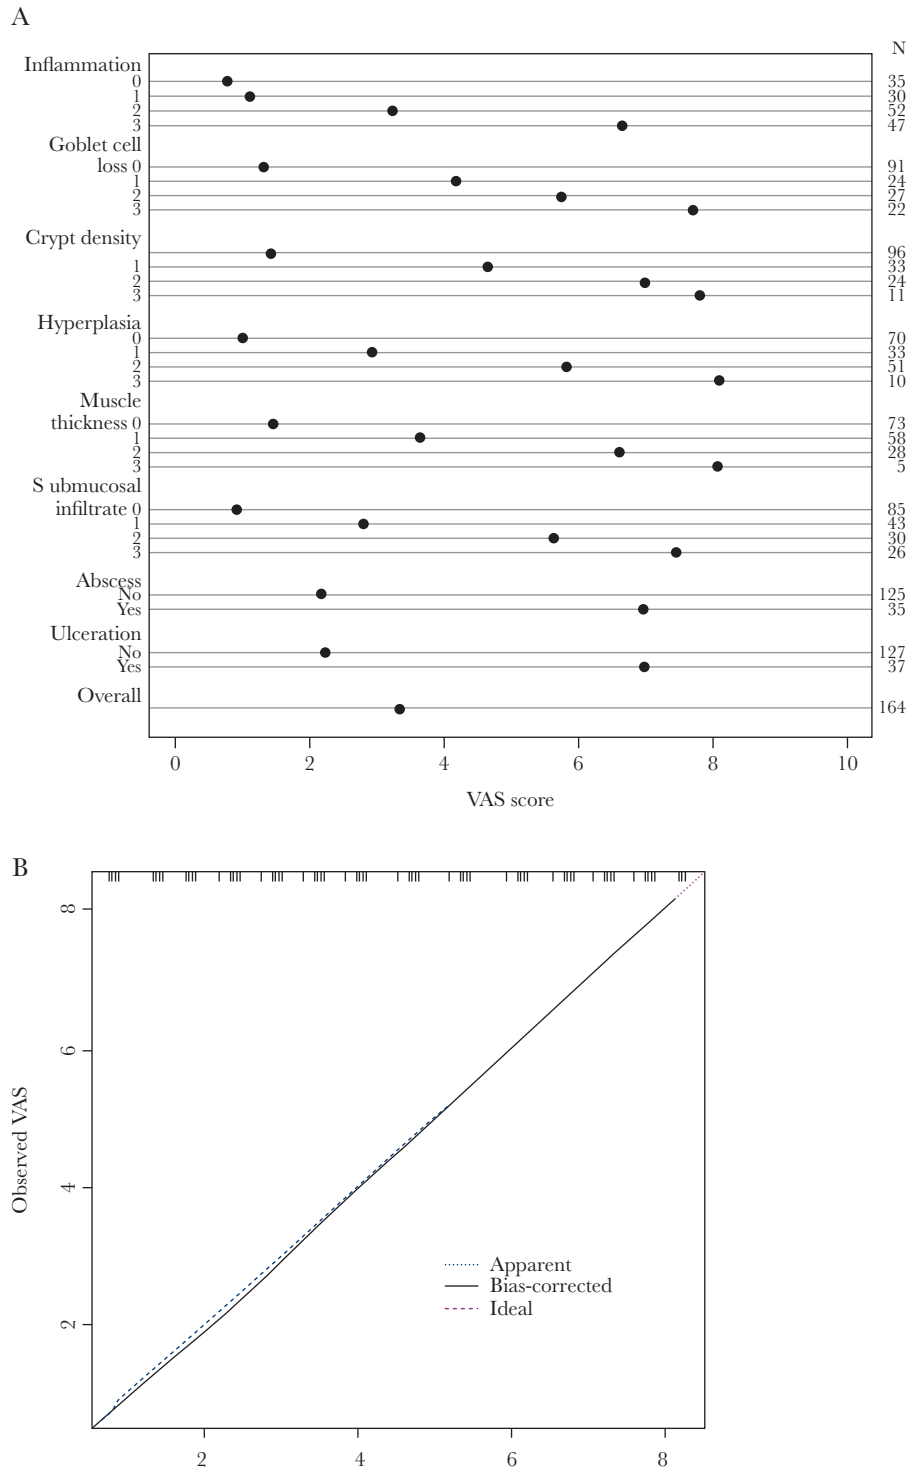 A
N
Inflammation
0 35
1 30
2 52
3 47
Goblet cell
loss 0 91
1 24
2 27
3 22
Crypt density
96
1 33
2 24
3 11
Hyperplasia
0 70
1 33
2 51
3 10
Muscle
thickness 0 73
1 58
2 28
3 5
S ubmucosal
infiltrate 0 85
1 43
2 30
3 26
Abscess
No 125
Yes 35
Ulceration
No 127
Yes 37
Overall
164
0 2 4 6 8 10
VAS score
B
8
6
4
2
Observed VAS
Apparent
Bias-corrected
Ideal
2 4 6 8